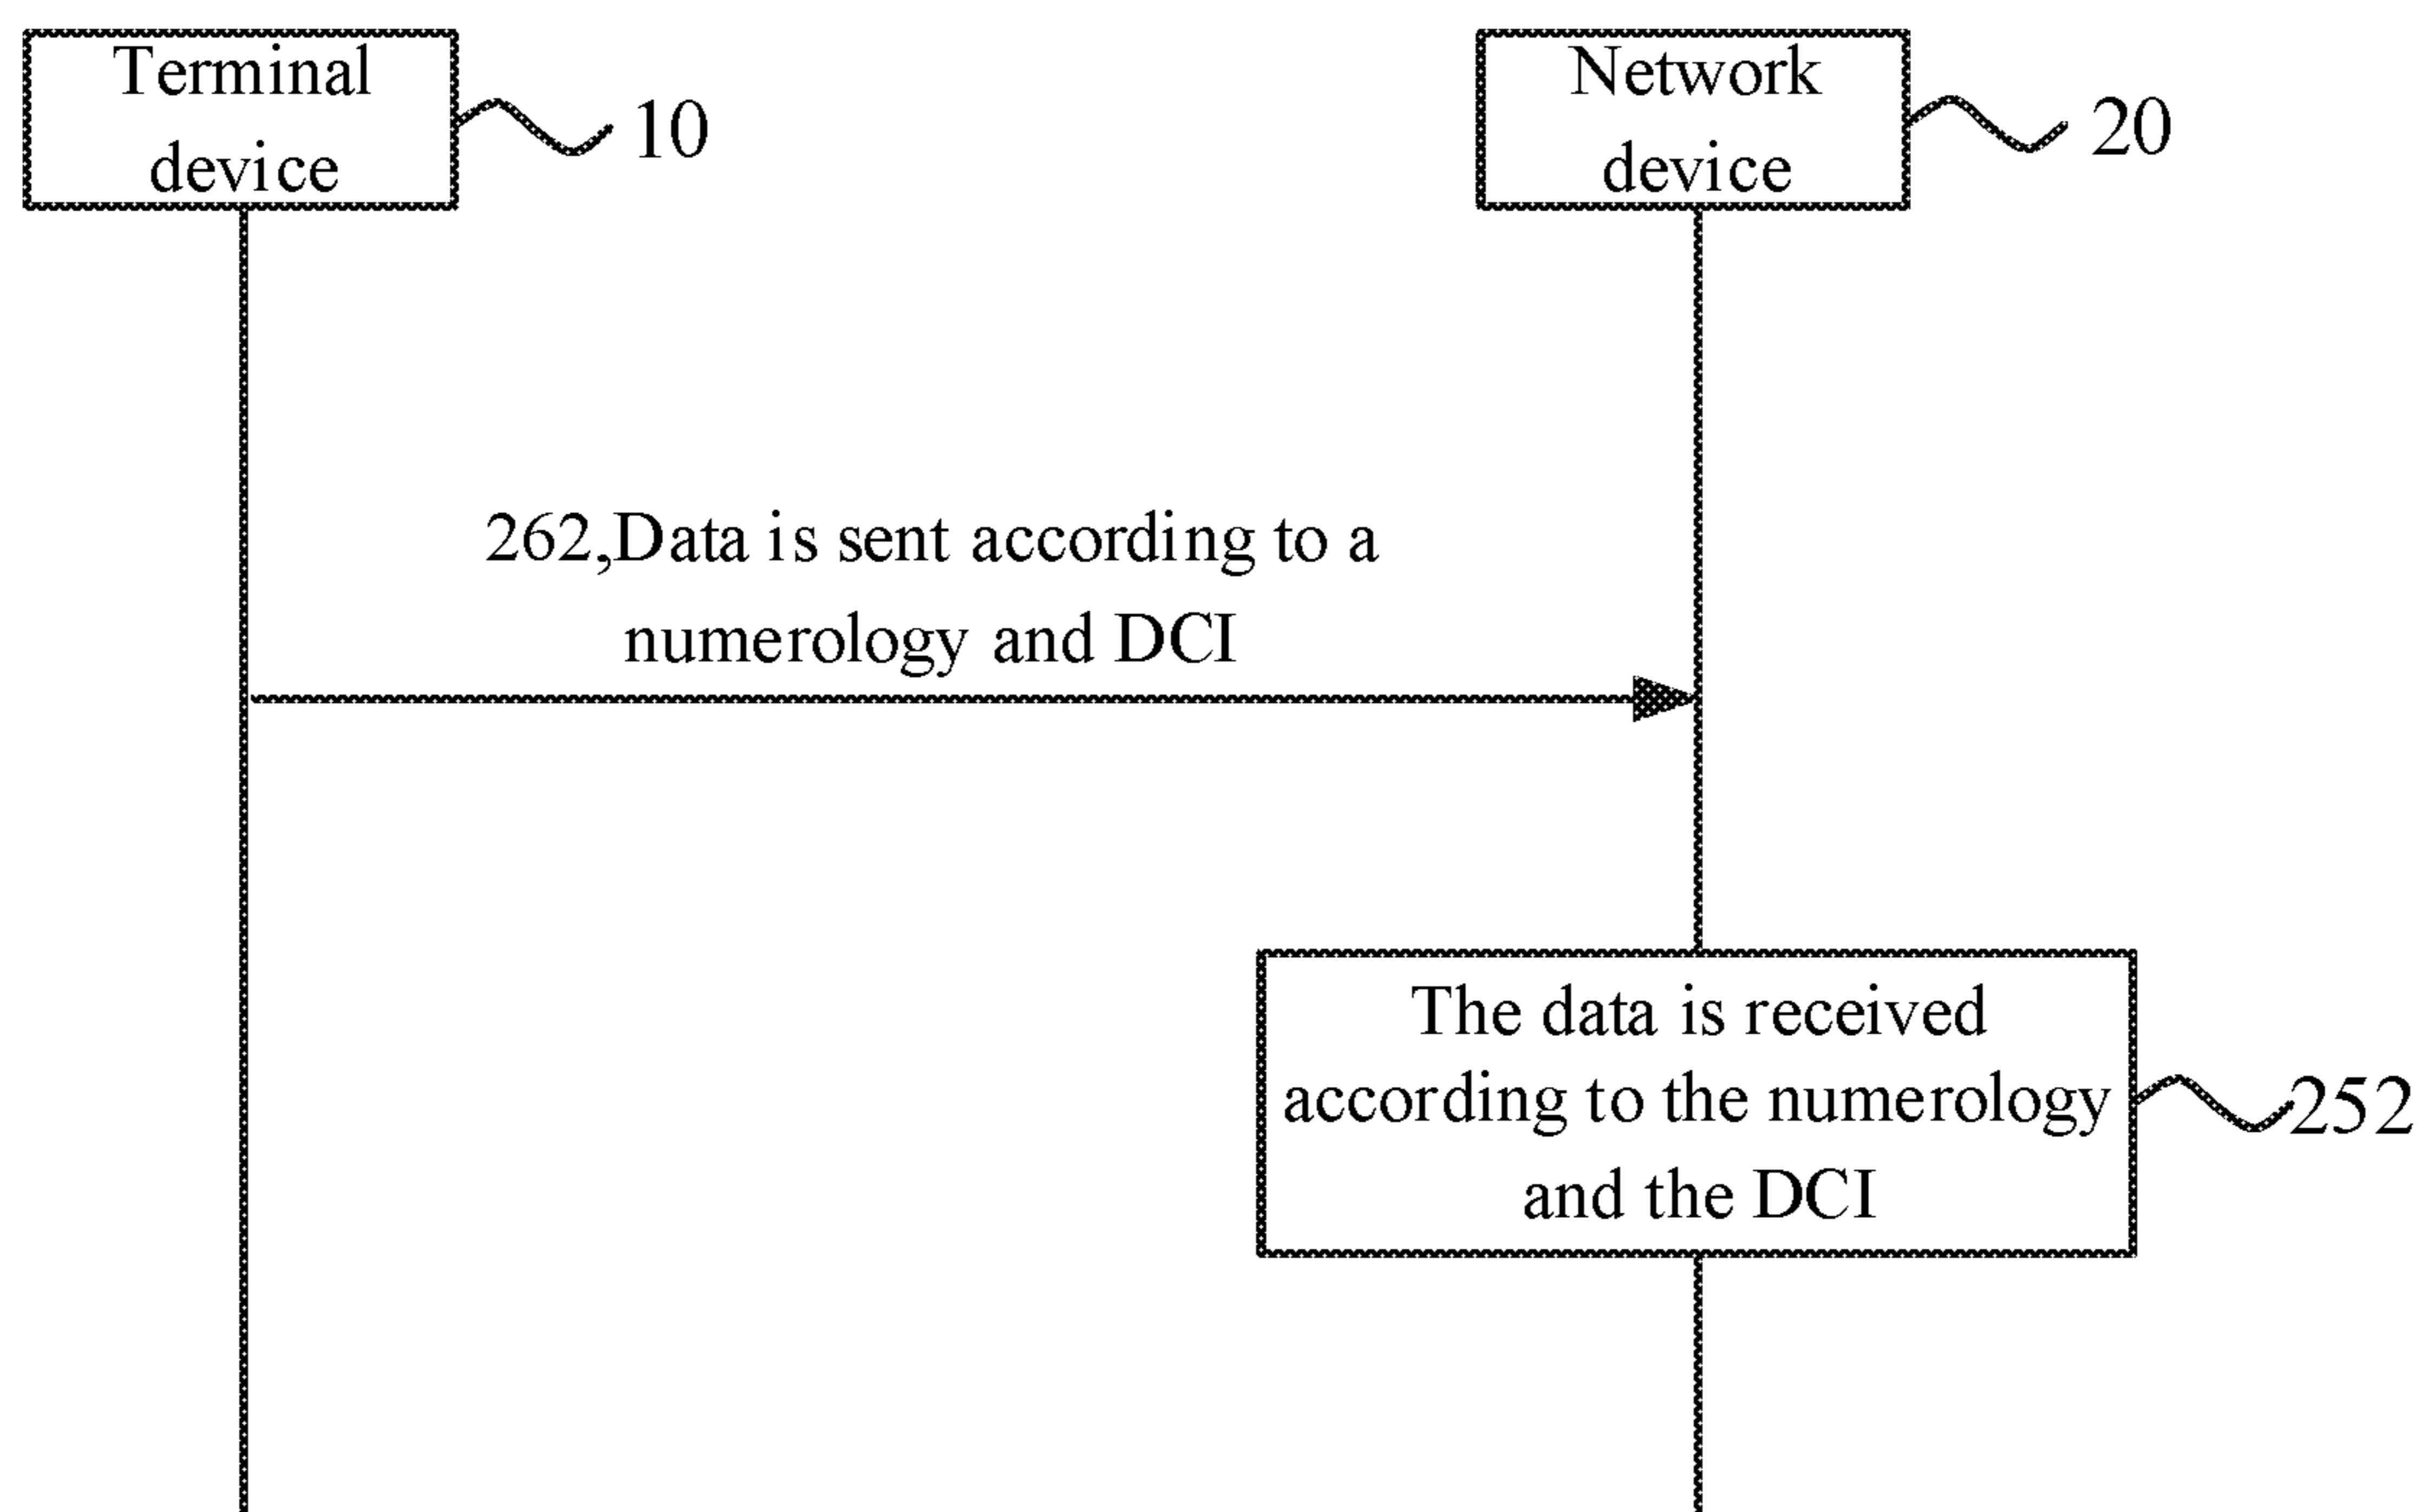 Terminal
device
10
Network
device
20
262,Data is sent according to a
numerology and DCI
The data is received
according to the numerology
and the DCI
252